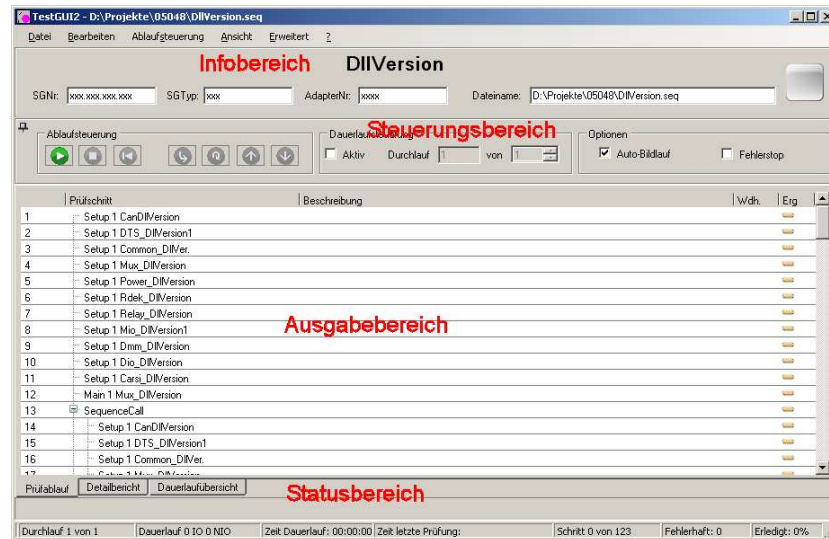 TestGUI2 - D:\Projekte\05048\DllVersion.seq
Datei Bearbeiten Ablaufsteuerung Ansicht Erweitert ?
Infobereich DllVersion
SGNr: xxx.xxx.xxx.xxx SGTyp: xxx AdapterNr: xxxx Dateiname: D:\Projekte\05048\DllVersion.seq
Steuerungsbereich
Ablaufsteuerung Optionen
Aktiv Durchlauf 1 von 1 Auto-Bildlauf Fehlerstop
Prüfschritt Beschreibung Wdh. Erg
1 Setup 1 CanDllVersion
2 Setup 1 DTS_DllVersion1
3 Setup 1 Common_DllVer.
4 Setup 1 Mux_DllVersion
5 Setup 1 Power_DllVersion
6 Setup 1 Rdek_DllVersion
7 Setup 1 Relay_DllVersion
8 Setup 1 Mio_DllVersion1
Ausgabebereich
9 Setup 1 Dmm_DllVersion
10 Setup 1 Dio_DllVersion
11 Setup 1 Carsi_DllVersion
12 Main 1 Mux_DllVersion
13 SequenceCall
14 Setup 1 CanDllVersion
15 Setup 1 DTS_DllVersion1
16 Setup 1 Common_DllVer.
17 Setup 1 Mux_DllVersion
Prüfablauf Detailbericht Dauerlaufübersicht
Statusbereich
Durchlauf 1 von 1 Dauerlauf 0 IO 0 NIO Zeit Dauerlauf: 00:00:00 Zeit letzte Prüfung: Schritt 0 von 123 Fehlerhaft: 0 Erledigt: 0%